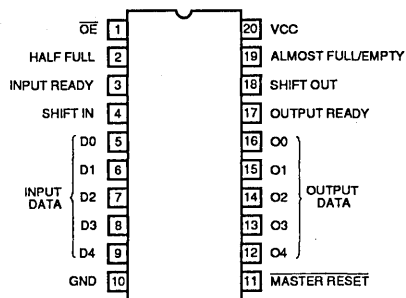 OE 1 20 VCC
HALF FULL 2 19 ALMOST FULL/EMPTY
INPUT READY 3 18 SHIFT OUT
SHIFT IN 4 17 OUTPUT READY
D0 5 16 O0
D1 6 15 O1
INPUT DATA D2 7 14 O2 OUTPUT DATA
D3 8 13 O3
D4 9 12 O4
GND 10 11 MASTER RESET